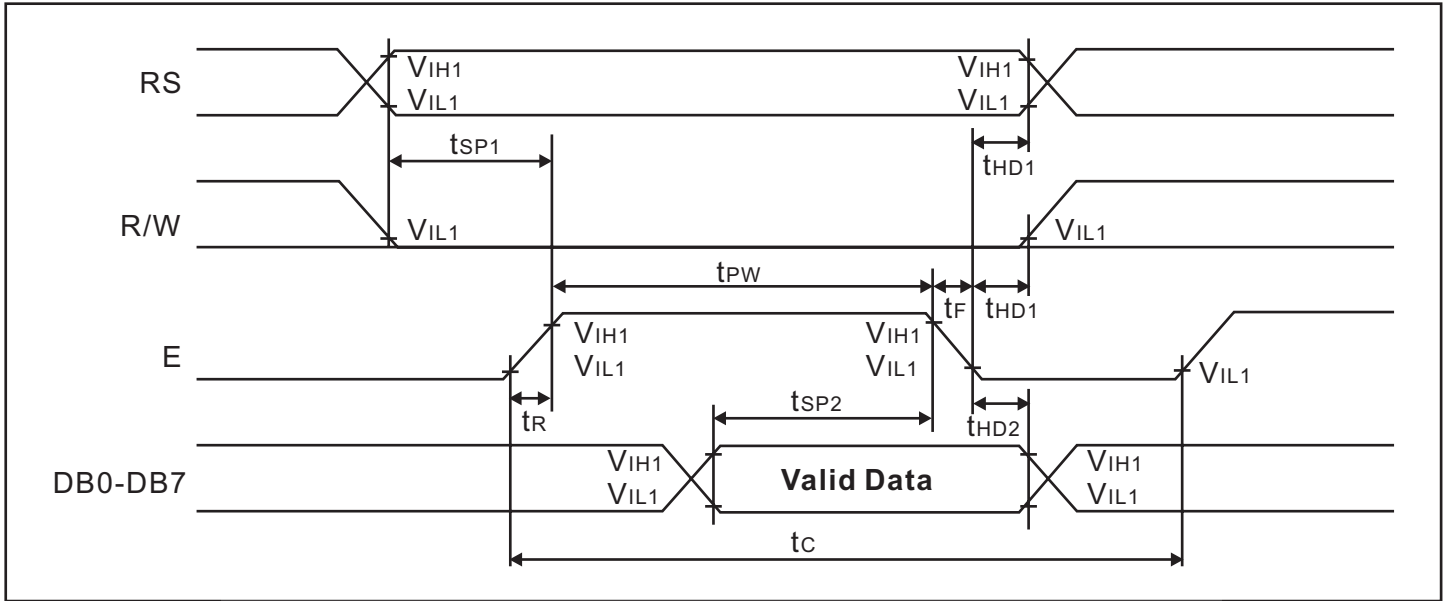 RS
VIH1
VIL1
VIH1
VIL1
tSP1
tHD1
R/W
VIL1
VIL1
tPW
tF
tHD1
E
VIH1
VIL1
VIH1
VIL1
VIL1
tR
tSP2
tHD2
DB0-DB7
VIH1
VIL1
Valid Data
VIH1
VIL1
tC